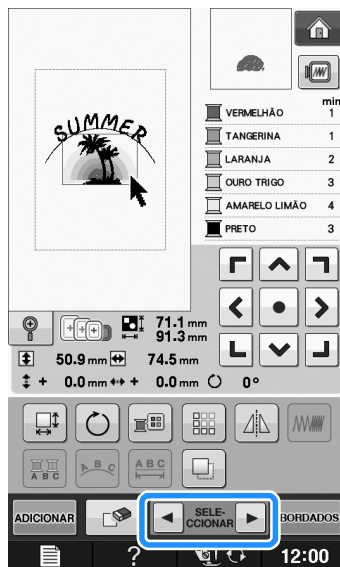 SUMMER
min
VERMELHÃO 1
TANGERINA 1
LARANJA 2
OURO TRIGO 3
AMARELO LIMÃO 4
PRETO 3
71.1 mm
91.3 mm
50.9 mm 74.5 mm
+ 0.0 mm + 0.0 mm 0°
A B C
A B C
A B C
ADICIONAR
SELE-
CCIONAR
BORDADOS
?
12:00